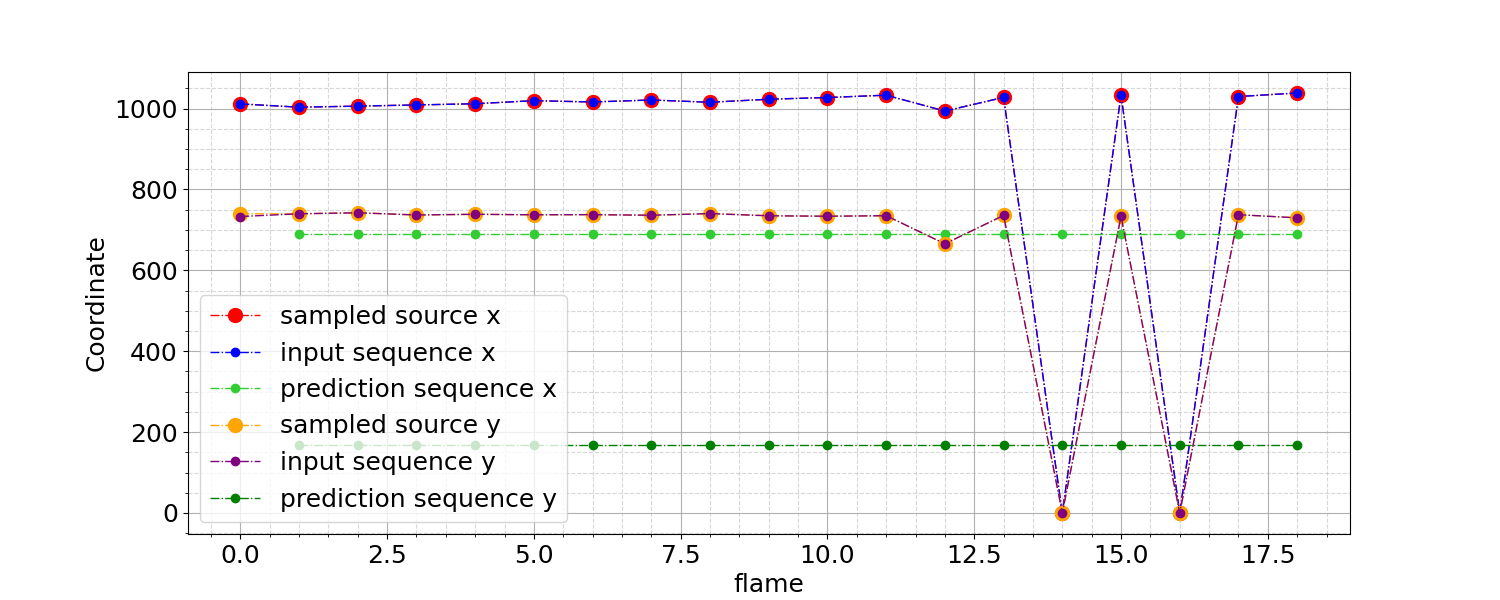 1000
800
600
400
200
0
Coordinate
sampled source x
input sequence x
prediction sequence x
sampled source y
input sequence y
prediction sequence y
0.0 2.5 5.0 7.5 10.0 12.5 15.0 17.5
flame